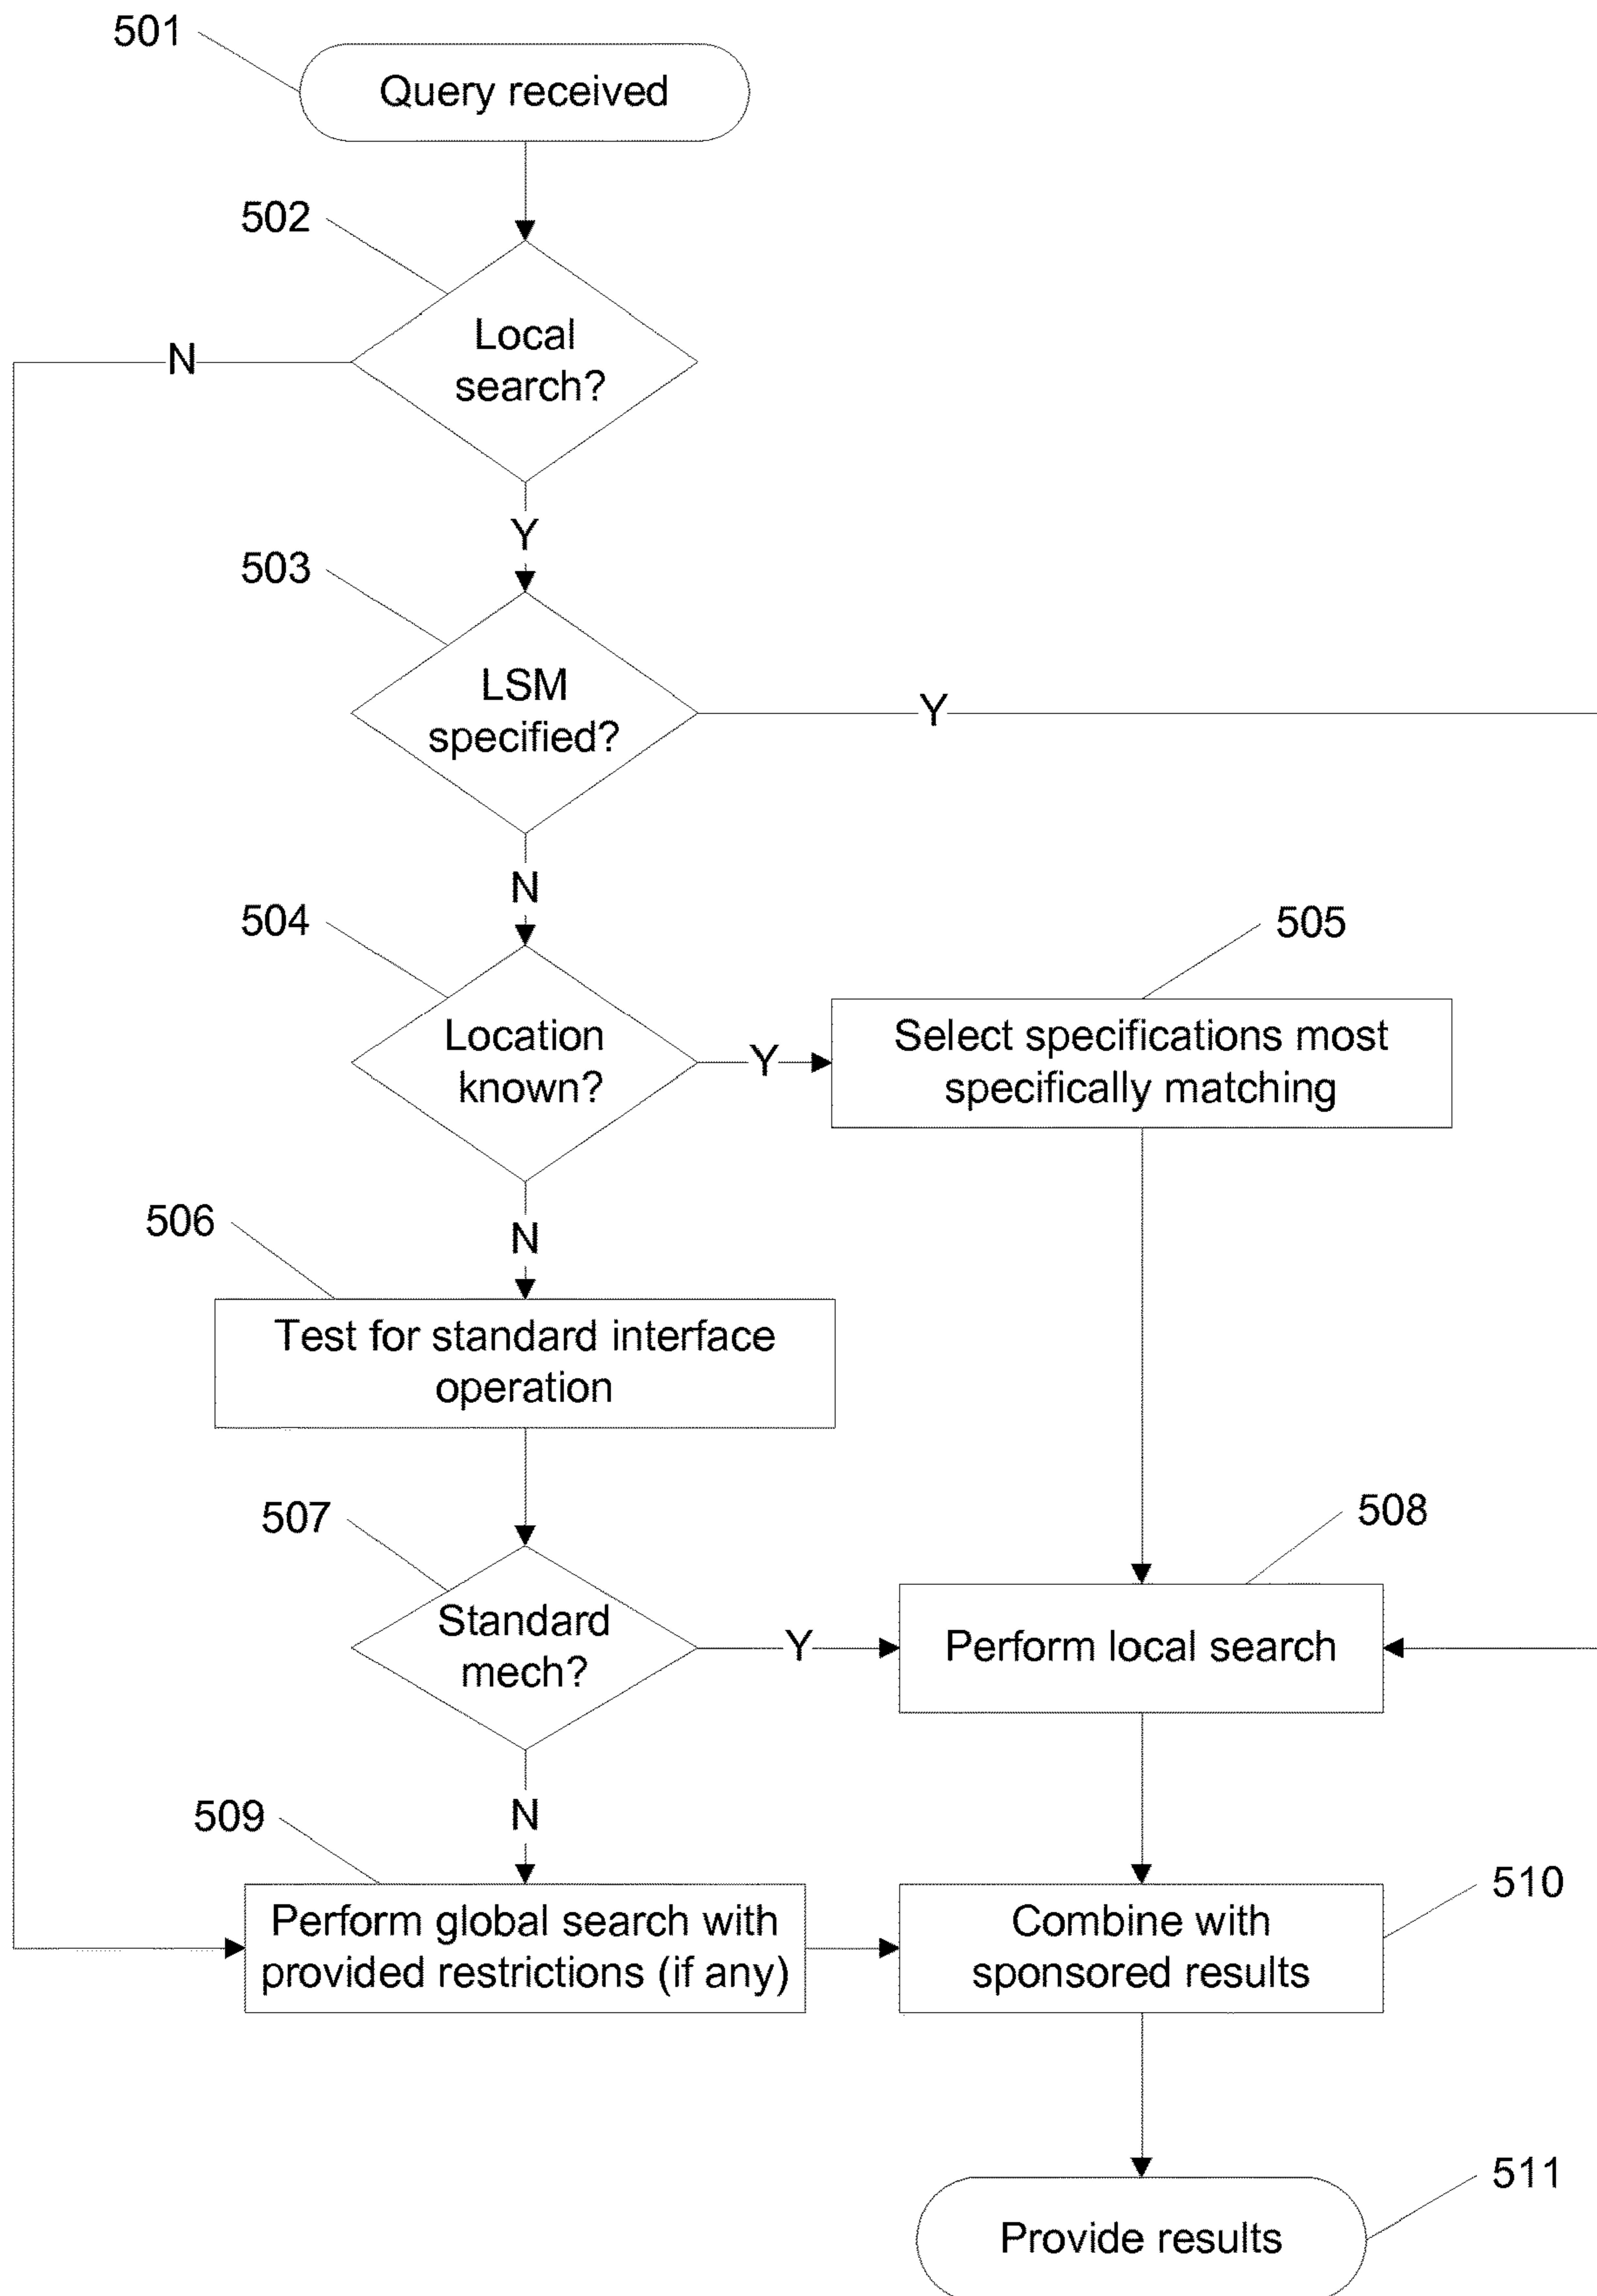 501
Query received
502
Local
search?
N
Y
503
LSM
specified?
Y
N
504
505
Location
known?
Y
Select specifications most
specifically matching
N
506
Test for standard interface
operation
507
508
Standard
mech?
Y
Perform local search
N
509
510
Perform global search with
provided restrictions (if any)
Combine with
sponsored results
511
Provide results